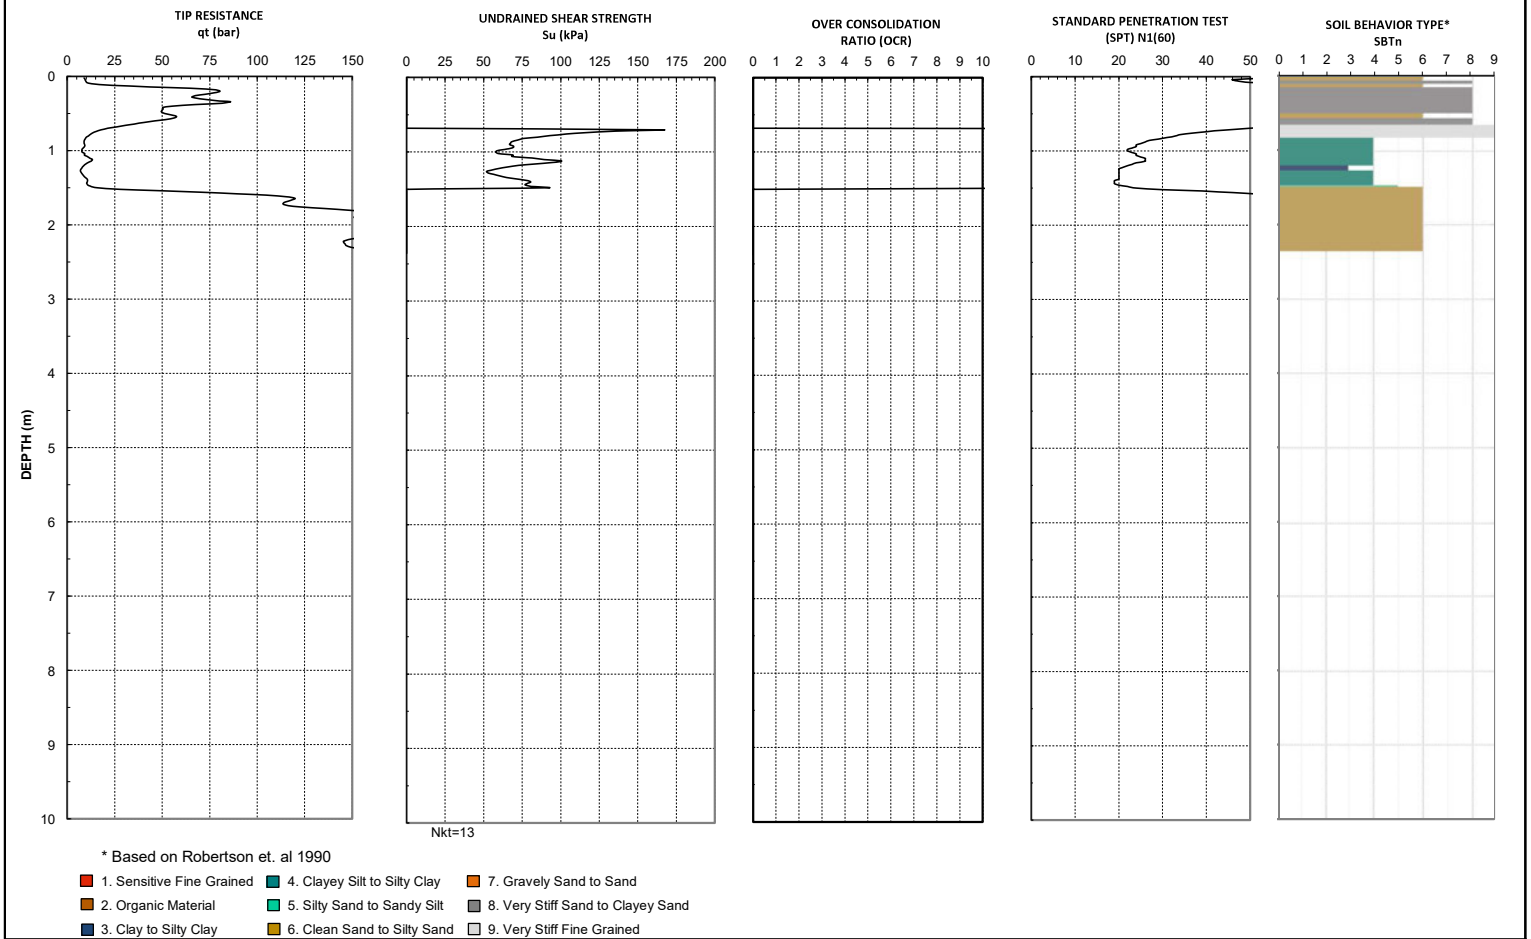 TIP RESISTANCE
qt (bar)
0 25 50 75 100 125 150
UNDRAINED SHEAR STRENGTH
Su (kPa)
0 25 50 75 100 125 150 175 200
OVER CONSOLIDATION
RATIO (OCR)
0 1 2 3 4 5 6 7 8 9 10
STANDARD PENETRATION TEST
(SPT) N1(60)
0 10 20 30 40 50
SOIL BEHAVIOR TYPE*
SBTn
0 1 2 3 4 5 6 7 8 9
DEPTH (m)
0
1
2
3
4
5
6
7
8
9
10
Nkt=13
* Based on Robertson et. al 1990
1. Sensitive Fine Grained 4. Clayey Silt to Silty Clay 7. Gravely Sand to Sand
2. Organic Material 5. Silty Sand to Sandy Silt 8. Very Stiff Sand to Clayey Sand
3. Clay to Silty Clay 6. Clean Sand to Silty Sand 9. Very Stiff Fine Grained